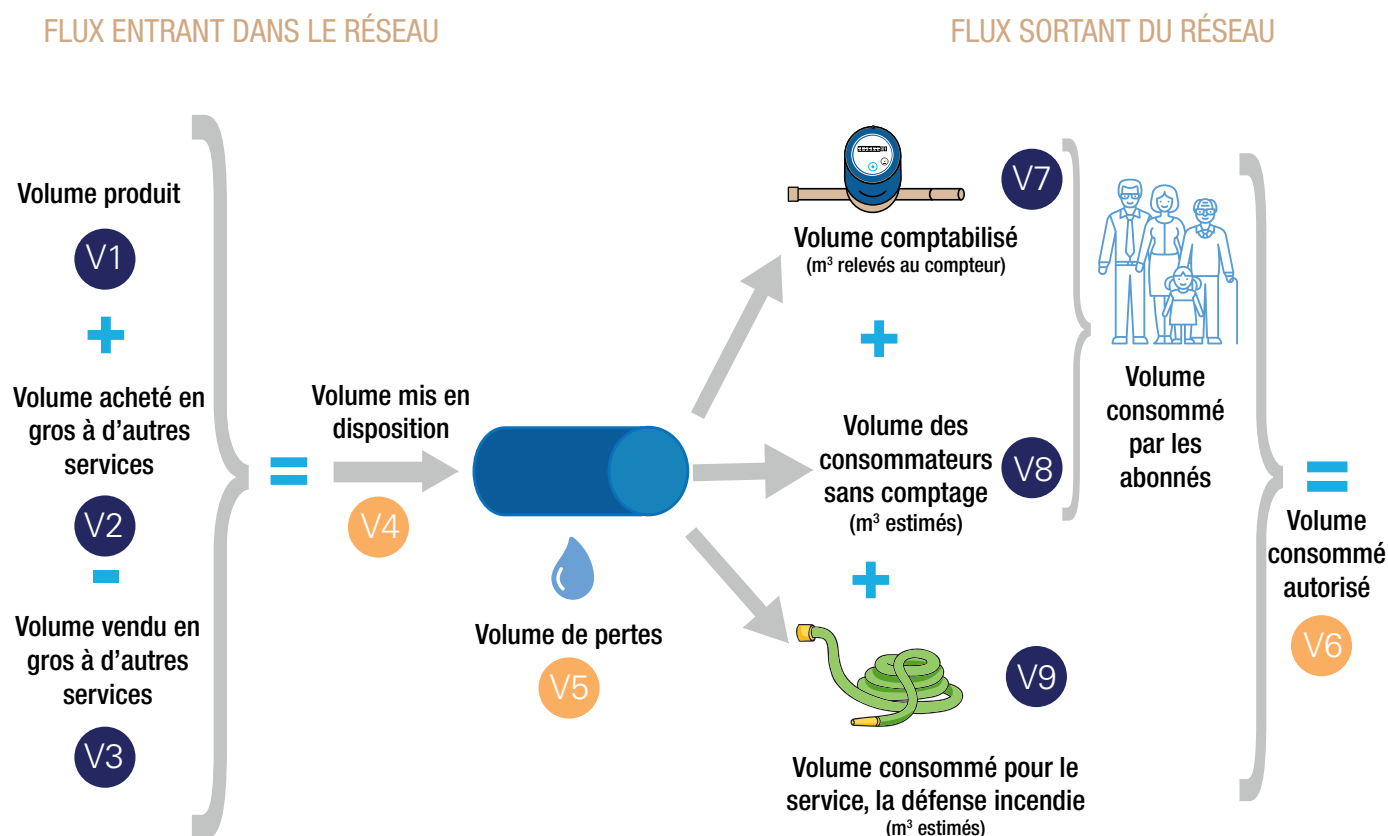 FLUX ENTRANT DANS LE RÉSEAU
FLUX SORTANT DU RÉSEAU
Volume produit
V1
Volume acheté en
gros à d'autres
services
V2
Volume vendu en
gros à d'autres
services
V3
=
Volume mis en
disposition
V4
Volume de pertes
V5
V7
Volume comptabilisé
(m³ relevés au compteur)
+
Volume des
consommateurs
sans comptage
(m³ estimés)
V8
+
V9
Volume consommé pour le
service, la défense incendie
(m³ estimés)
Volume
consommé
par les
abonnés
=
Volume
consommé
autorisé
V6